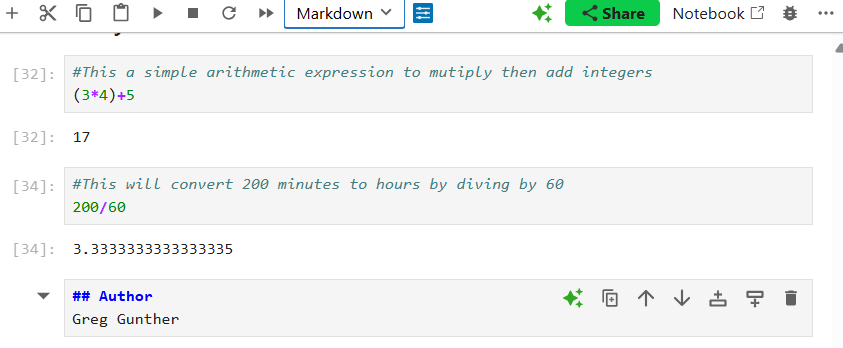 Markdown
Share
Notebook
[32]: #This a simple arithmetic expression to mutiply then add integers
(3*4)+5
[32]: 17
[34]: #This will convert 200 minutes to hours by diving by 60
200/60
[34]: 3.3333333333333335
## Author
Greg Gunther